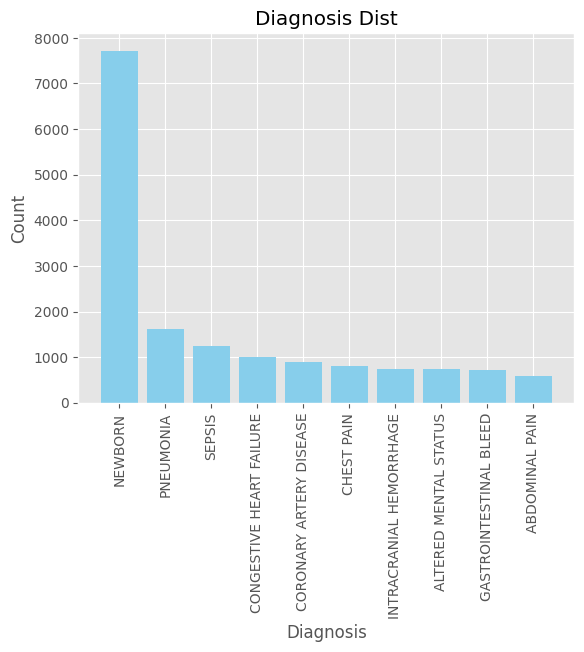 Diagnosis Dist
Count
8000
7000
6000
5000
4000
3000
2000
1000
0
NEWBORN
PNEUMONIA
SEPSIS
CONGESTIVE HEART FAILURE
CORONARY ARTERY DISEASE
CHEST PAIN
INTRACRANIAL HEMORRHAGE
ALTERED MENTAL STATUS
GASTROINTESTINAL BLEED
ABDOMINAL PAIN
Diagnosis